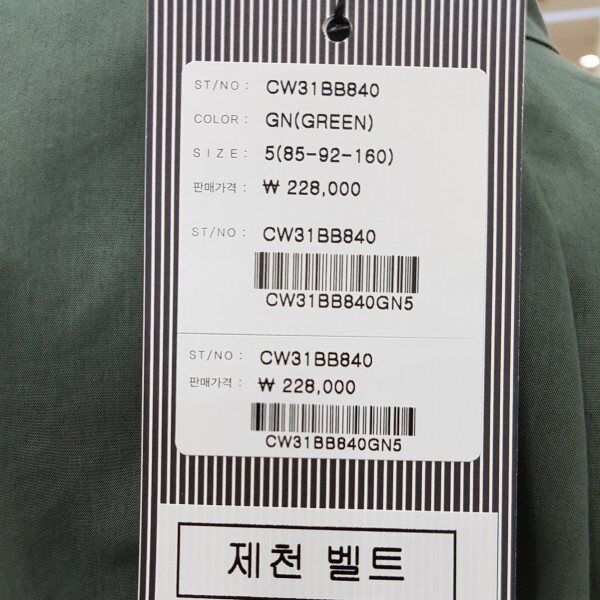 ST/NO : CW31BB840
COLOR : GN(GREEN)
SIZE : 5(85-92-160)
판매가격 : ₩ 228,000
ST/NO : CW31BB840
CW31BB840GN5
ST/NO : CW31BB840
판매가격 : ₩ 228,000
CW31BB840GN5
제천 벨트